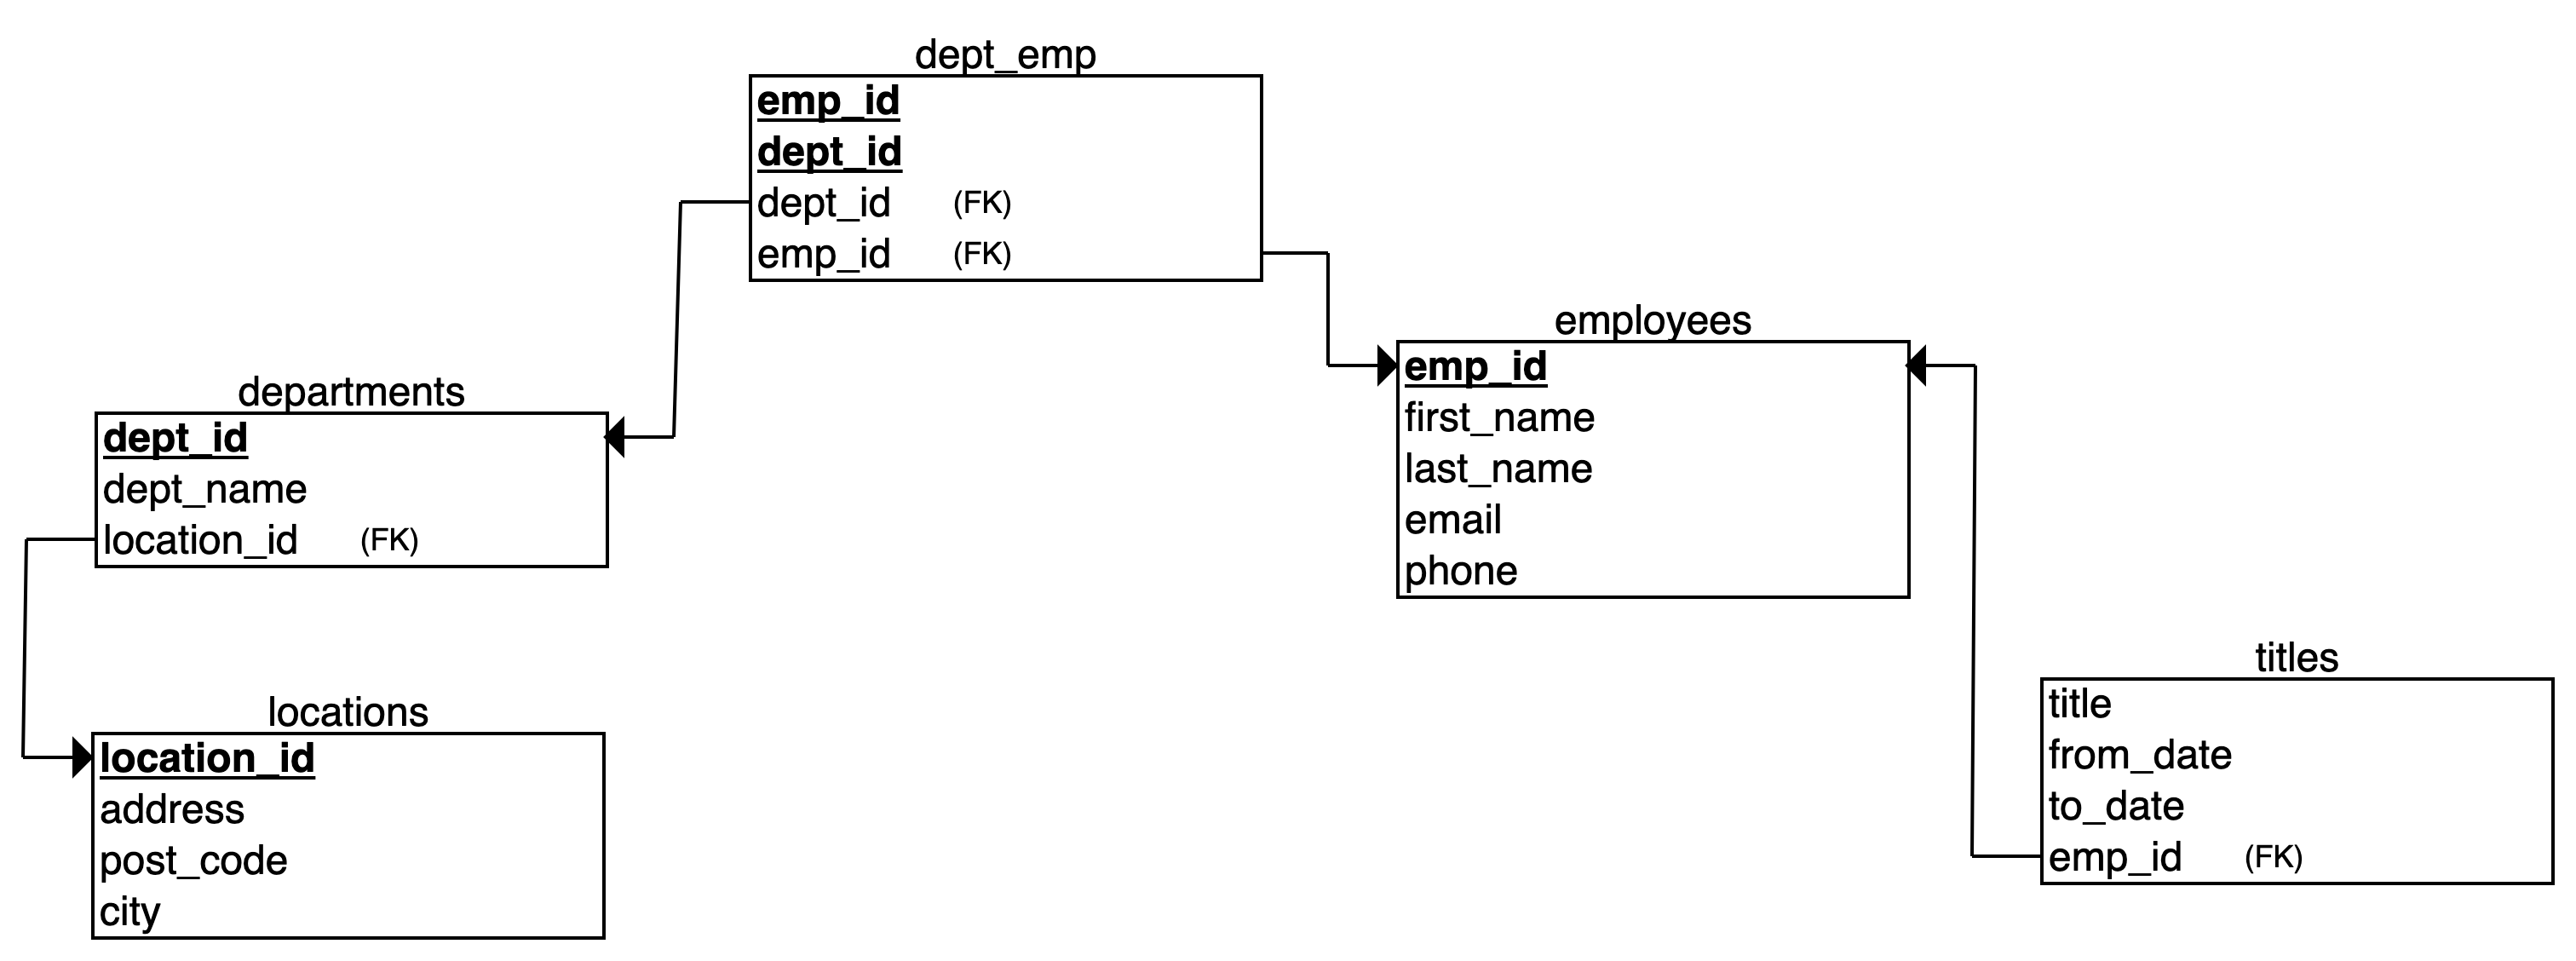 dept_emp
emp_id
dept_id
dept_id (FK)
emp_id (FK)
employees
emp_id
first_name
last_name
email
phone
departments
dept_id
dept_name
location_id (FK)
locations
location_id
address
post_code
city
titles
title
from_date
to_date
emp_id (FK)